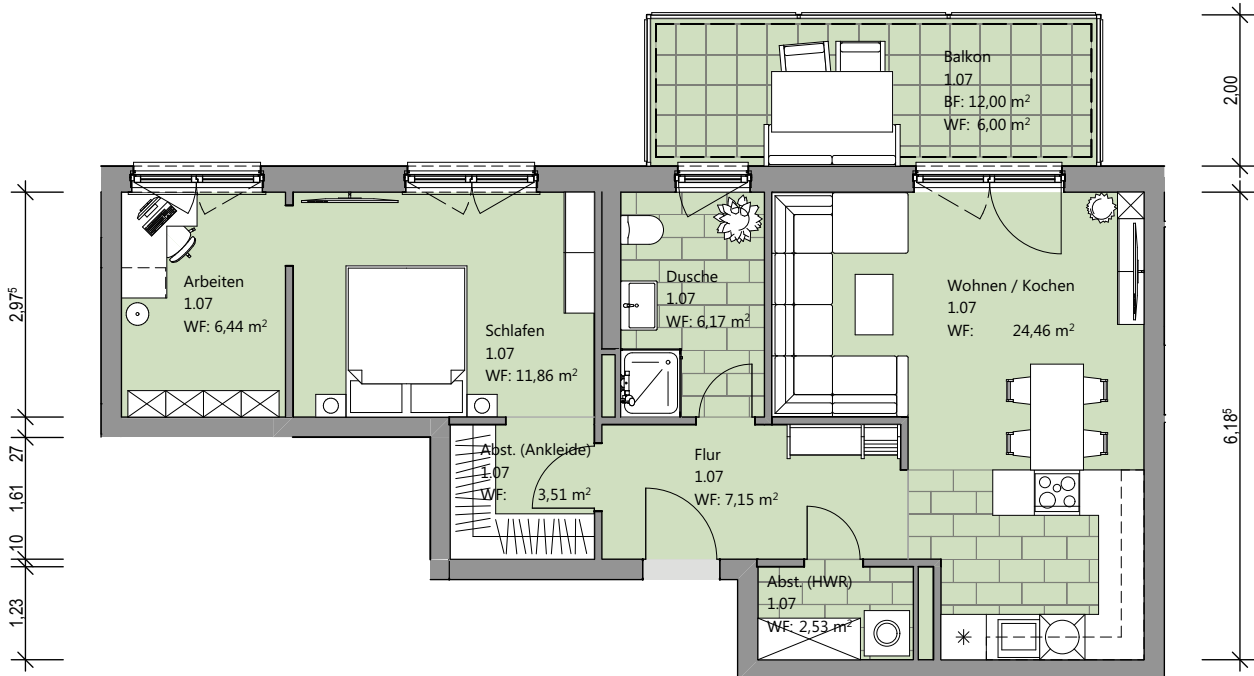 Balkon
1.07
BF: 12,00 m²
WF: 6,00 m²
2,00
Arbeiten
1.07
WF: 6,44 m²
Schlafen
1.07
WF: 11,86 m²
Dusche
1.07
WF: 6,17 m²
Wohnen / Kochen
1.07
WF: 24,46 m²
Abst. (Ankleide)
1.07
WF: 3,51 m²
Flur
1.07
WF: 7,15 m²
Abst. (HWR)
1.07
WF: 2,53 m²
2,97⁵
27
1,61
10
1,23
6,18⁵